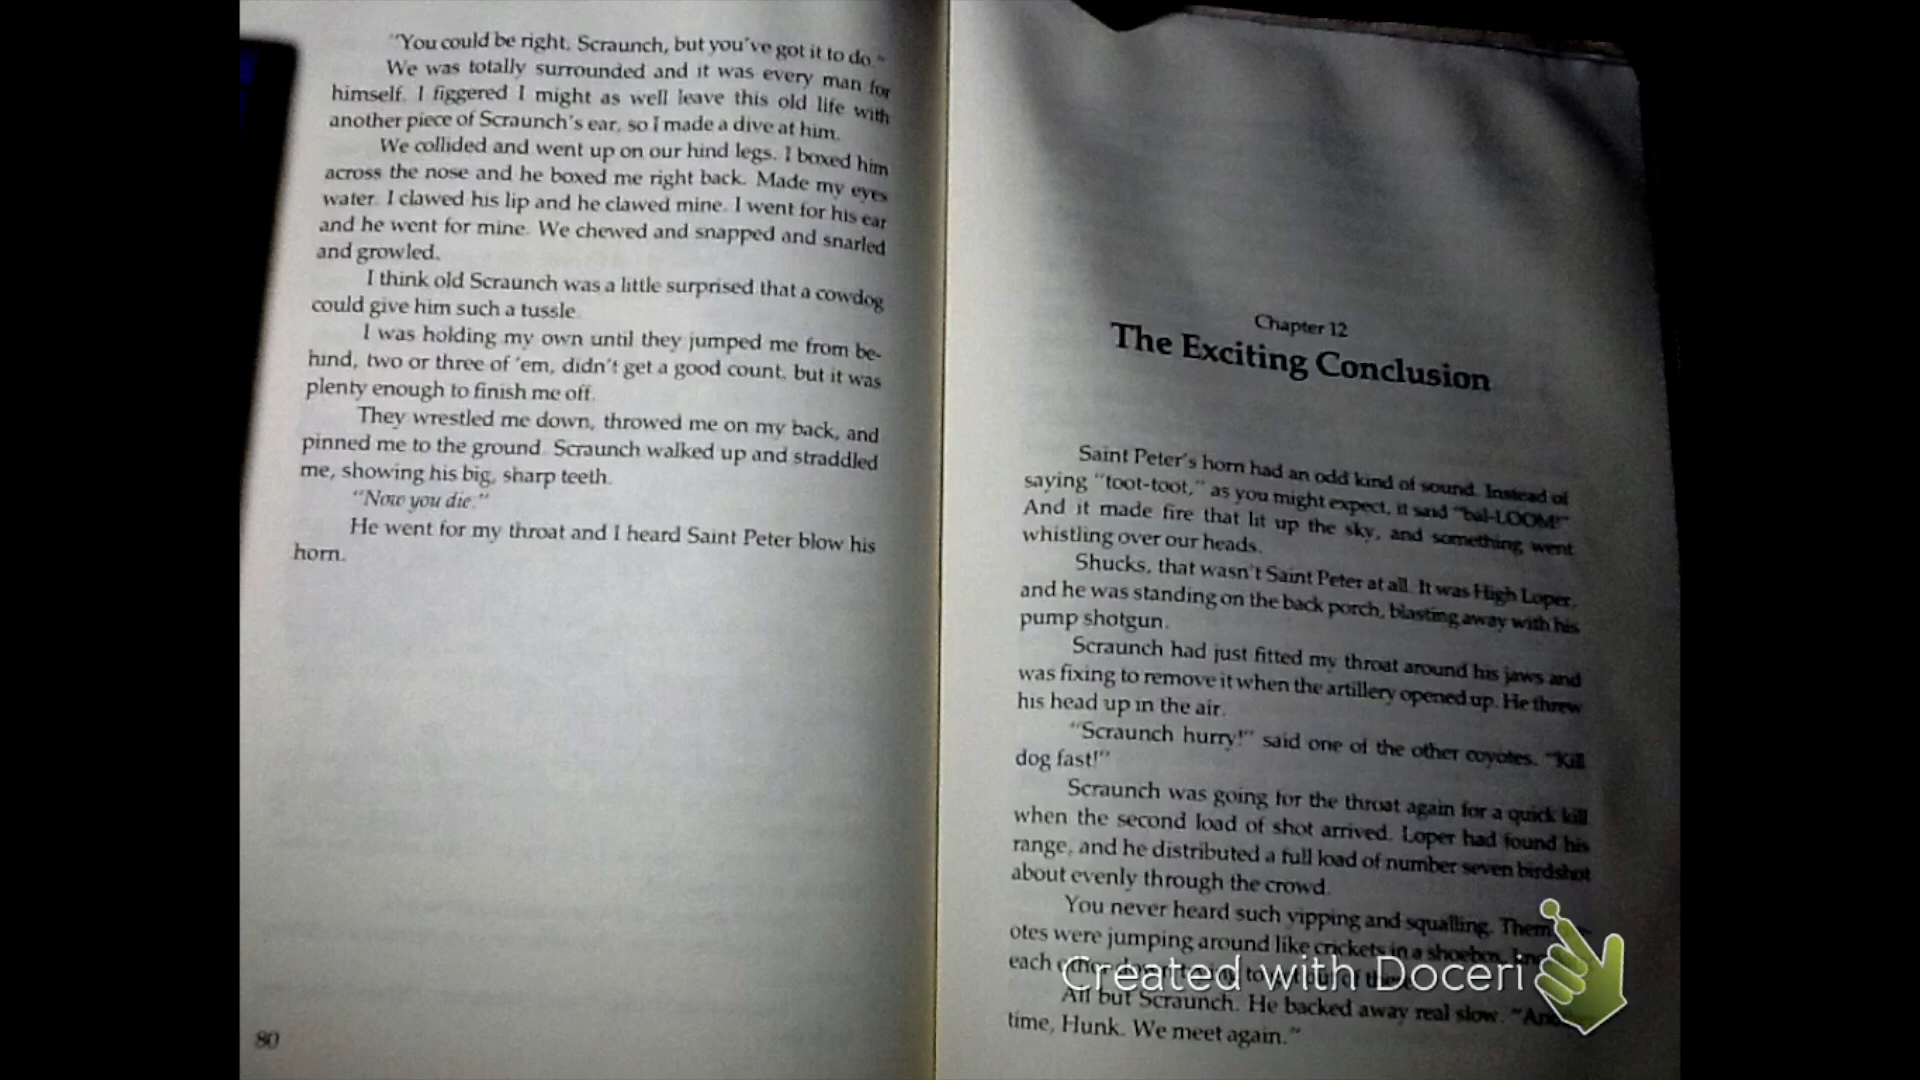 "You could be right, Scraunch, but you've got it to do."
We was totally surrounded and it was every man for
himself. I figgered I might as well leave this old life with
another piece of Scraunch's ear, so I made a dive at him.
We collided and went up on our hind legs. I boxed him
across the nose and he boxed me right back. Made my eyes
water. I clawed his lip and he clawed mine. I went for his ear
and he went for mine. We chewed and snapped and snarled
and growled.
I think old Scraunch was a little surprised that a cowdog
could give him such a tussle.
I was holding my own until they jumped me from be-
hind, two or three of 'em, didn't get a good count, but it was
plenty enough to finish me off.
They wrestled me down, throwed me on my back, and
pinned me to the ground. Scraunch walked up and straddled
me, showing his big, sharp teeth.
"Now you die."
He went for my throat and I heard Saint Peter blow his
horn.
80
Chapter 12
The Exciting Conclusion
Saint Peter's horn had an odd kind of sound. Instead of
saying "toot-toot," as you might expect, it said "bal-LOOM!"
And it made fire that lit up the sky, and something went
whistling over our heads.
Shucks, that wasn't Saint Peter at all. It was High Loper,
and he was standing on the back porch, blasting away with his
pump shotgun.
Scraunch had just fitted my throat around his jaws and
was fixing to remove it when the artillery opened up. He threw
his head up in the air.
"Scraunch hurry!" said one of the other coyotes. "Kill
dog fast!"
Scraunch was going for the throat again for a quick kill
when the second load of shot arrived. Loper had found his
range, and he distributed a full load of number seven birdshot
about evenly through the crowd.
You never heard such yipping and squalling. Them
otes were jumping around like crickets in a shoebox,
each other
All but Scraunch. He backed away real slow.
time, Hunk. We meet again."
Created with Doceri